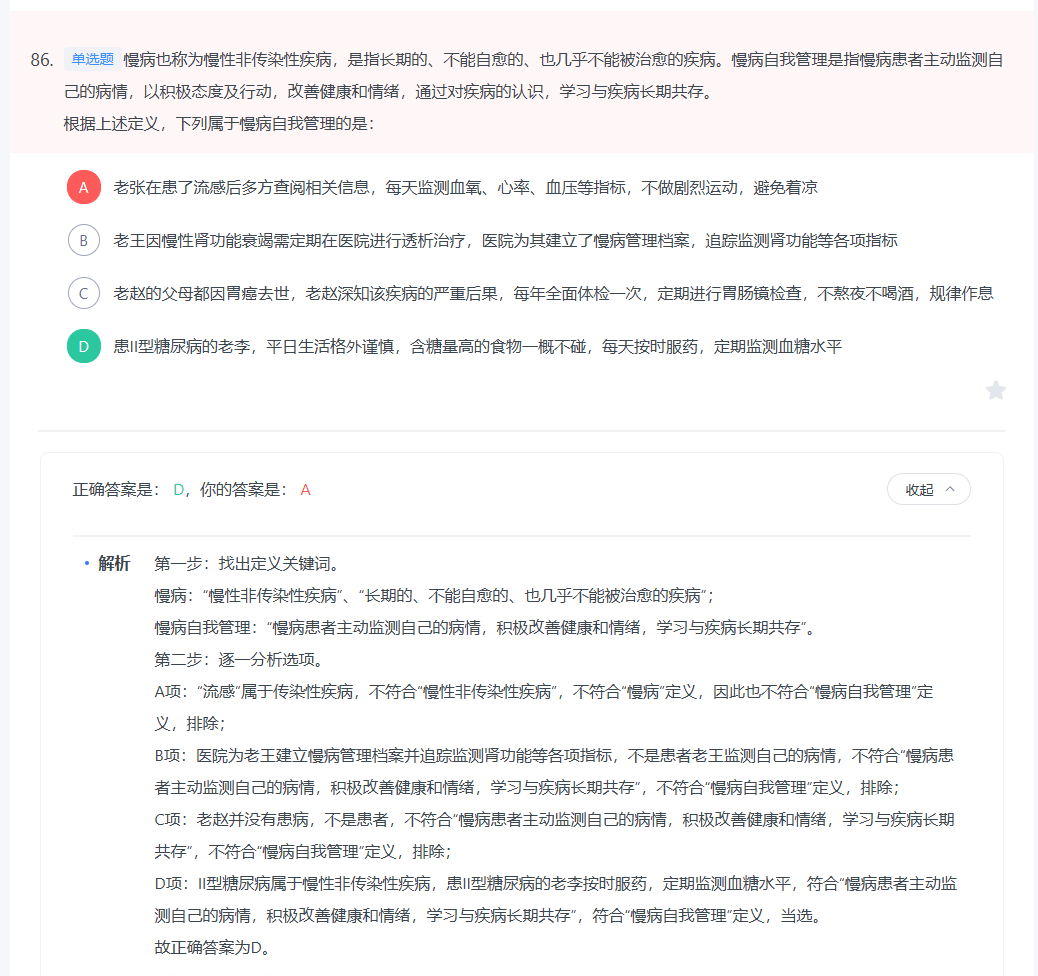 86. 单选题 慢病也称为慢性非传染性疾病，是指长期的、不能自愈的、也几乎不能被治愈的疾病。慢病自我管理是指慢病患者主动监测自
己的病情，以积极态度及行动，改善健康和情绪，通过对疾病的认识，学习与疾病长期共存。
根据上述定义，下列属于慢病自我管理的是：
A 老张在患了流感后多方查阅相关信息，每天监测血氧、心率、血压等指标，不做剧烈运动，避免着凉
B 老王因慢性肾功能衰竭需定期在医院进行透析治疗，医院为其建立了慢病管理档案，追踪监测肾功能等各项指标
C 老赵的父母都因胃癌去世，老赵深知该疾病的严重后果，每年全面体检一次，定期进行胃肠镜检查，不熬夜不喝酒，规律作息
D 患II型糖尿病的老李，平日生活格外谨慎，含糖量高的食物一概不碰，每天按时服药，定期监测血糖水平
正确答案是： D，你的答案是： A
收起
解析 第一步：找出定义关键词。
慢病：“慢性非传染性疾病”、“长期的、不能自愈的、也几乎不能被治愈的疾病”；
慢病自我管理：“慢病患者主动监测自己的病情，积极改善健康和情绪，学习与疾病长期共存”。
第二步：逐一分析选项。
A项：“流感”属于传染性疾病，不符合“慢性非传染性疾病”，不符合“慢病”定义，因此也不符合“慢病自我管理”定
义，排除；
B项：医院为老王建立慢病管理档案并追踪监测肾功能等各项指标，不是患者老王监测自己的病情，不符合“慢病患
者主动监测自己的病情，积极改善健康和情绪，学习与疾病长期共存”，不符合“慢病自我管理”定义，排除；
C项：老赵并没有患病，不是患者，不符合“慢病患者主动监测自己的病情，积极改善健康和情绪，学习与疾病长期
共存”，不符合“慢病自我管理”定义，排除；
D项：II型糖尿病属于慢性非传染性疾病，患II型糖尿病的老李按时服药，定期监测血糖水平，符合“慢病患者主动监
测自己的病情，积极改善健康和情绪，学习与疾病长期共存”，符合“慢病自我管理”定义，当选。
故正确答案为D。